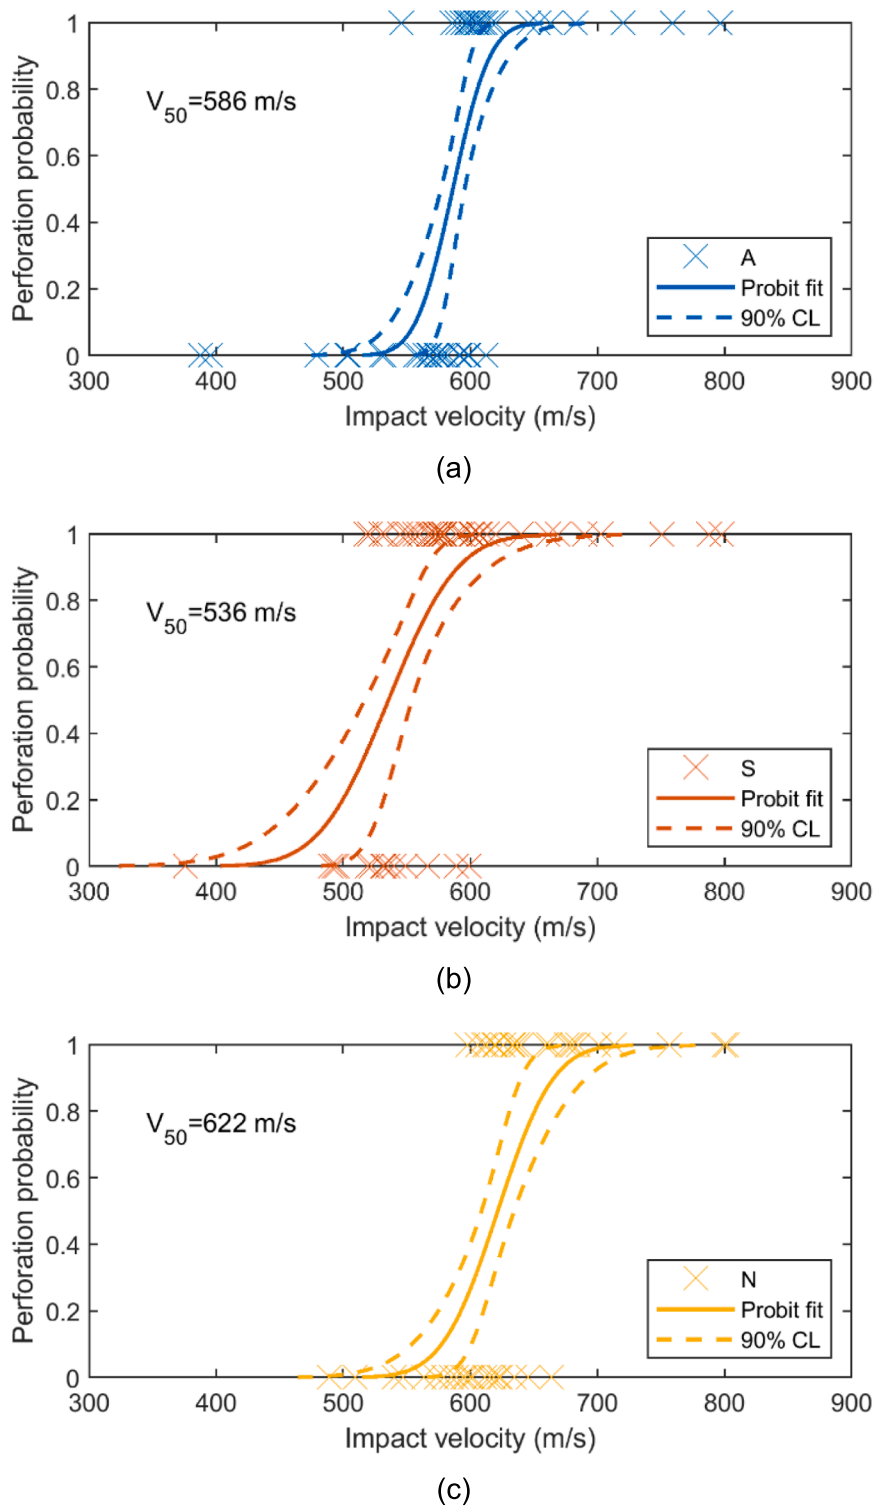 1
0.8
0.6
0.4
0.2
0
Perforation probability
V50=586 m/s
A
Probit fit
90% CL
300 400 500 600 700 800 900
Impact velocity (m/s)
(a)
1
0.8
0.6
0.4
0.2
0
Perforation probability
V50=536 m/s
S
Probit fit
90% CL
300 400 500 600 700 800 900
Impact velocity (m/s)
(b)
1
0.8
0.6
0.4
0.2
0
Perforation probability
V50=622 m/s
N
Probit fit
90% CL
300 400 500 600 700 800 900
Impact velocity (m/s)
(c)